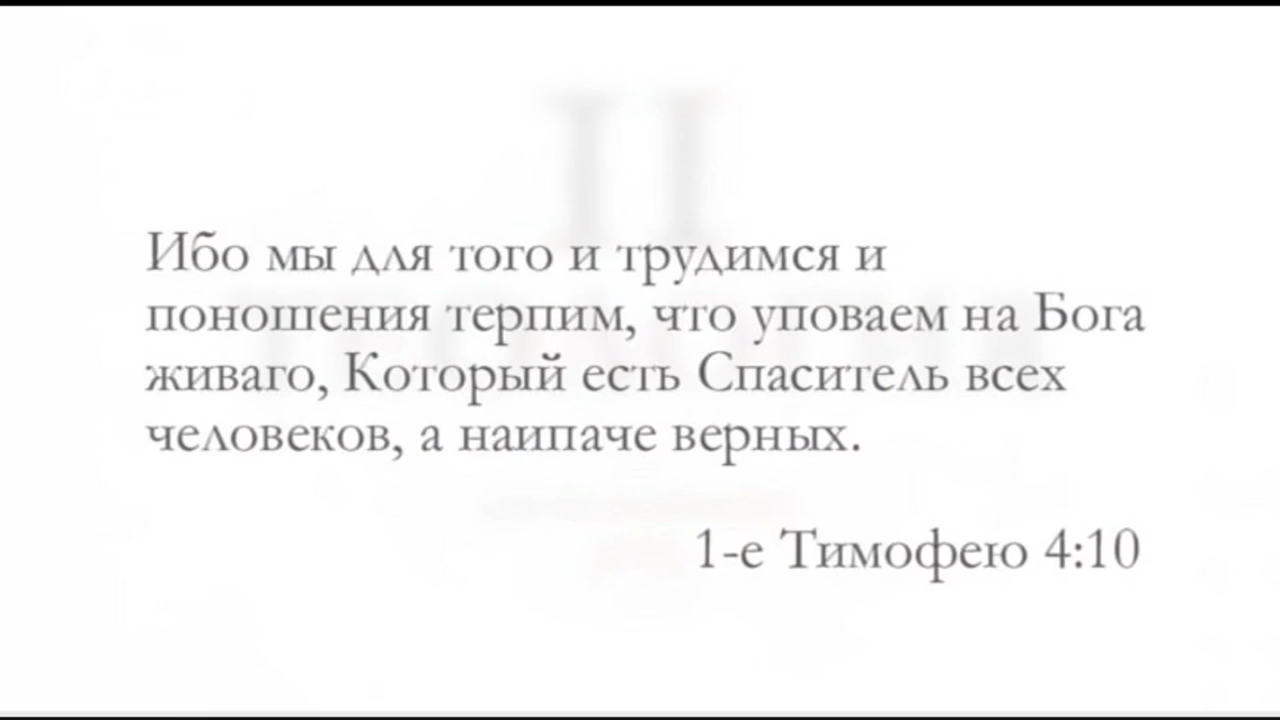 Ибо мы для того и трудимся и
поношения терпим, что уповаем на Бога
живаго, Который есть Спаситель всех
человеков, а наипаче верных.
1-е Тимофею 4:10